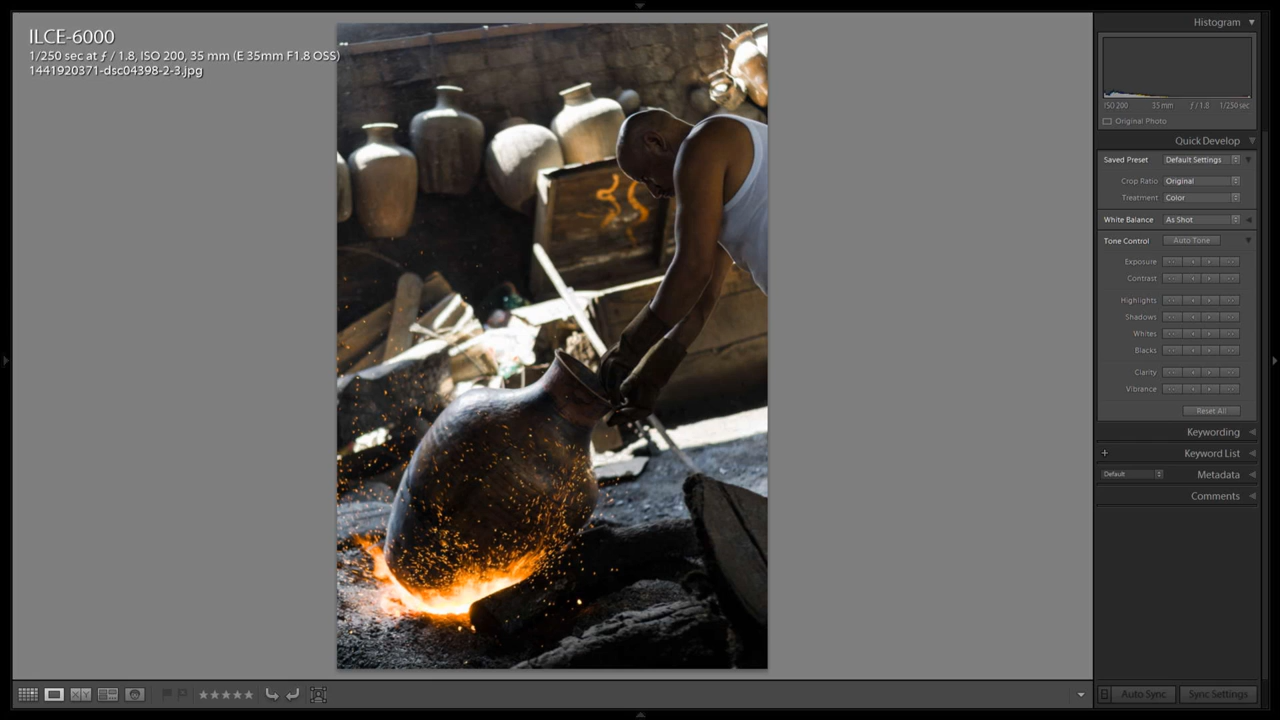 ILCE-6000
1/250 sec at ƒ / 1.8, ISO 200, 35 mm (E 35mm F1.8 OSS)
1441920371-dsc04398-2-3.jpg
Histogram
ISO 200 35 mm ƒ / 1.8 1/250 sec
Original Photo
Quick Develop
Saved Preset Default Settings
Crop Ratio Original
Treatment Color
White Balance As Shot
Tone Control Auto Tone
Exposure
Contrast
Highlights
Shadows
Whites
Blacks
Clarity
Vibrance
Reset All
Keywording
+ Keyword List
Default Metadata
Comments
X Y
Auto Sync Sync Settings